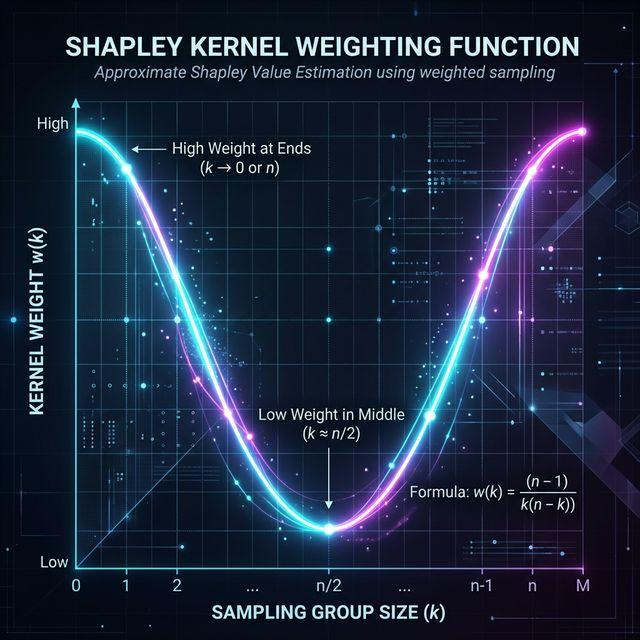 SHAPLEY KERNEL WEIGHTING FUNCTION
Approximate Shapley Value Estimation using weighted sampling
High
High Weight at Ends
(k → 0 or n)
KERNEL WEIGHT w(k)
Low Weight in Middle
(k ≈ n/2)
Formula: w(k) = (n − 1) / k(n − k))
Low
0 1 2 ... n/2 ... n-1 n M
SAMPLING GROUP SIZE (k)